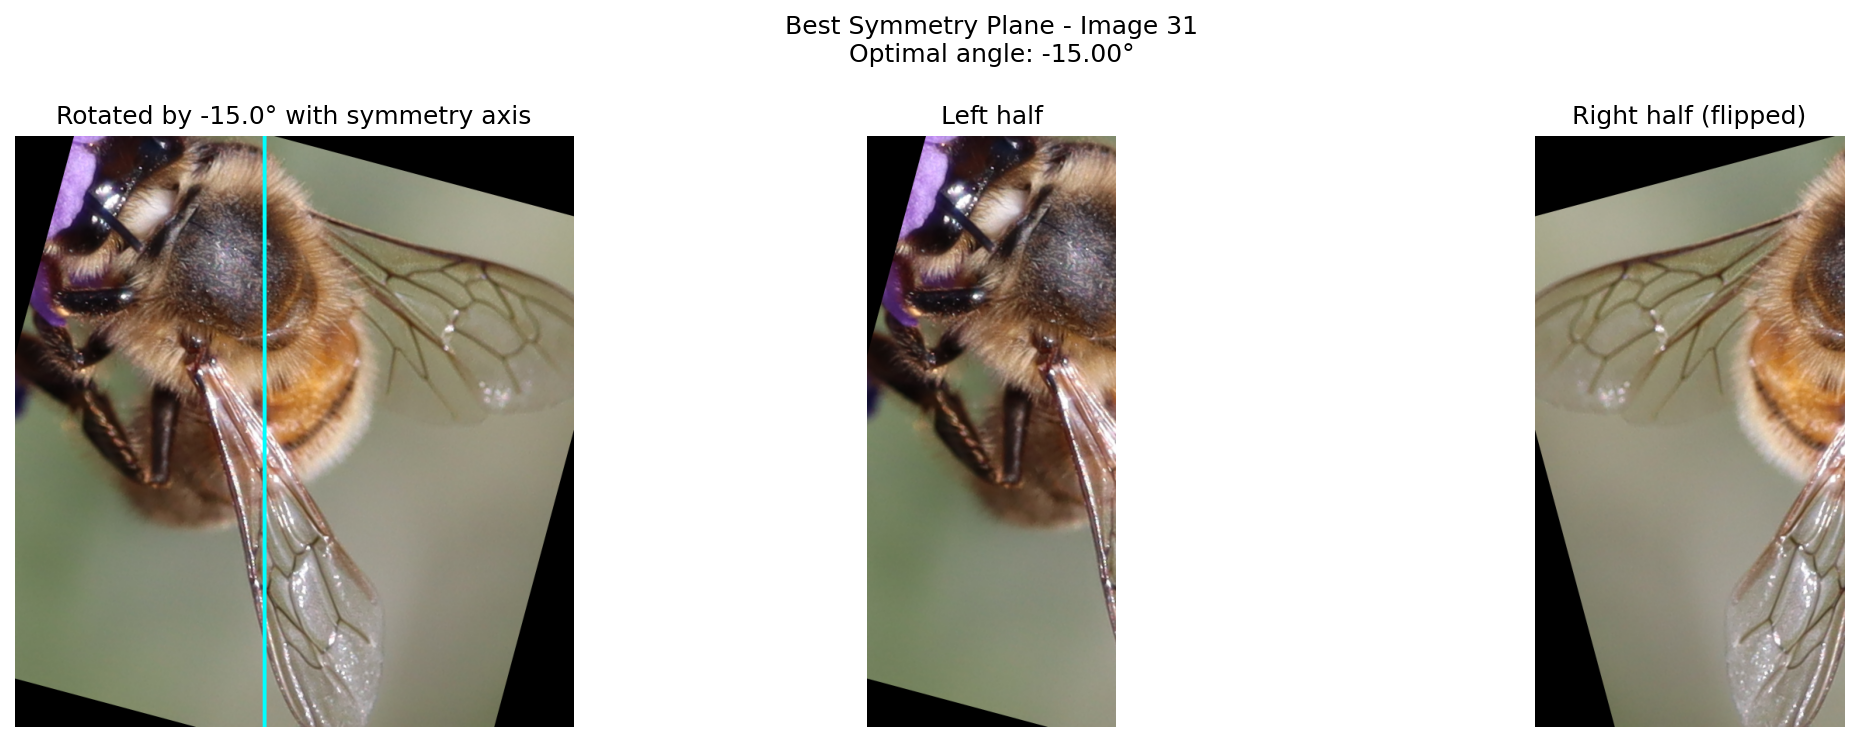 Best Symmetry Plane - Image 31
Optimal angle: -15.00°
Rotated by -15.0° with symmetry axis
Left half
Right half (flipped)